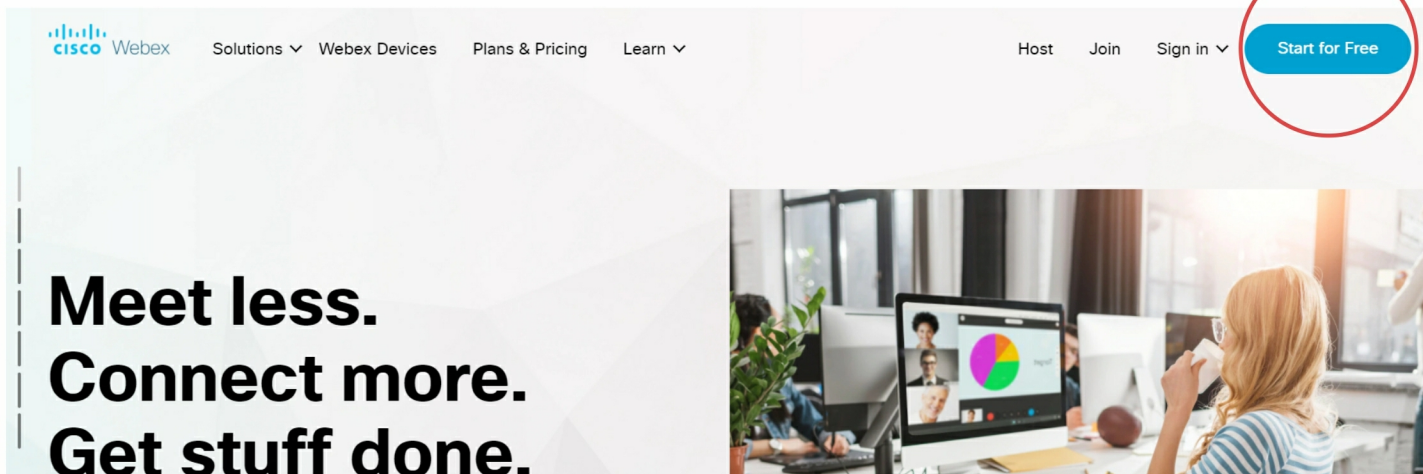 CISCO Webex Solutions Webex Devices Plans & Pricing Learn Host Join Sign in Start for Free
Meet less.
Connect more.
Get stuff done.